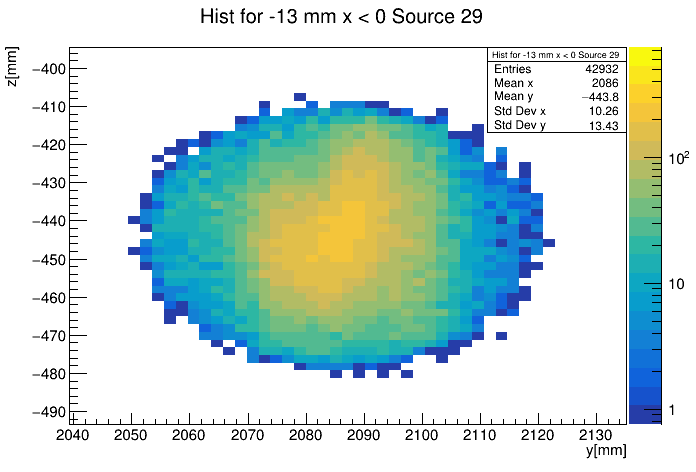 Hist for -13 mm x < 0 Source 29
z[mm]
Hist for -13 mm x < 0 Source 29
Entries 42932
Mean x 2086
Mean y −443.8
Std Dev x 10.26
Std Dev y 13.43
−400
−410
−420
−430
−440
−450
−460
−470
−480
−490
10²
10
1
2040 2050 2060 2070 2080 2090 2100 2110 2120 2130
y[mm]